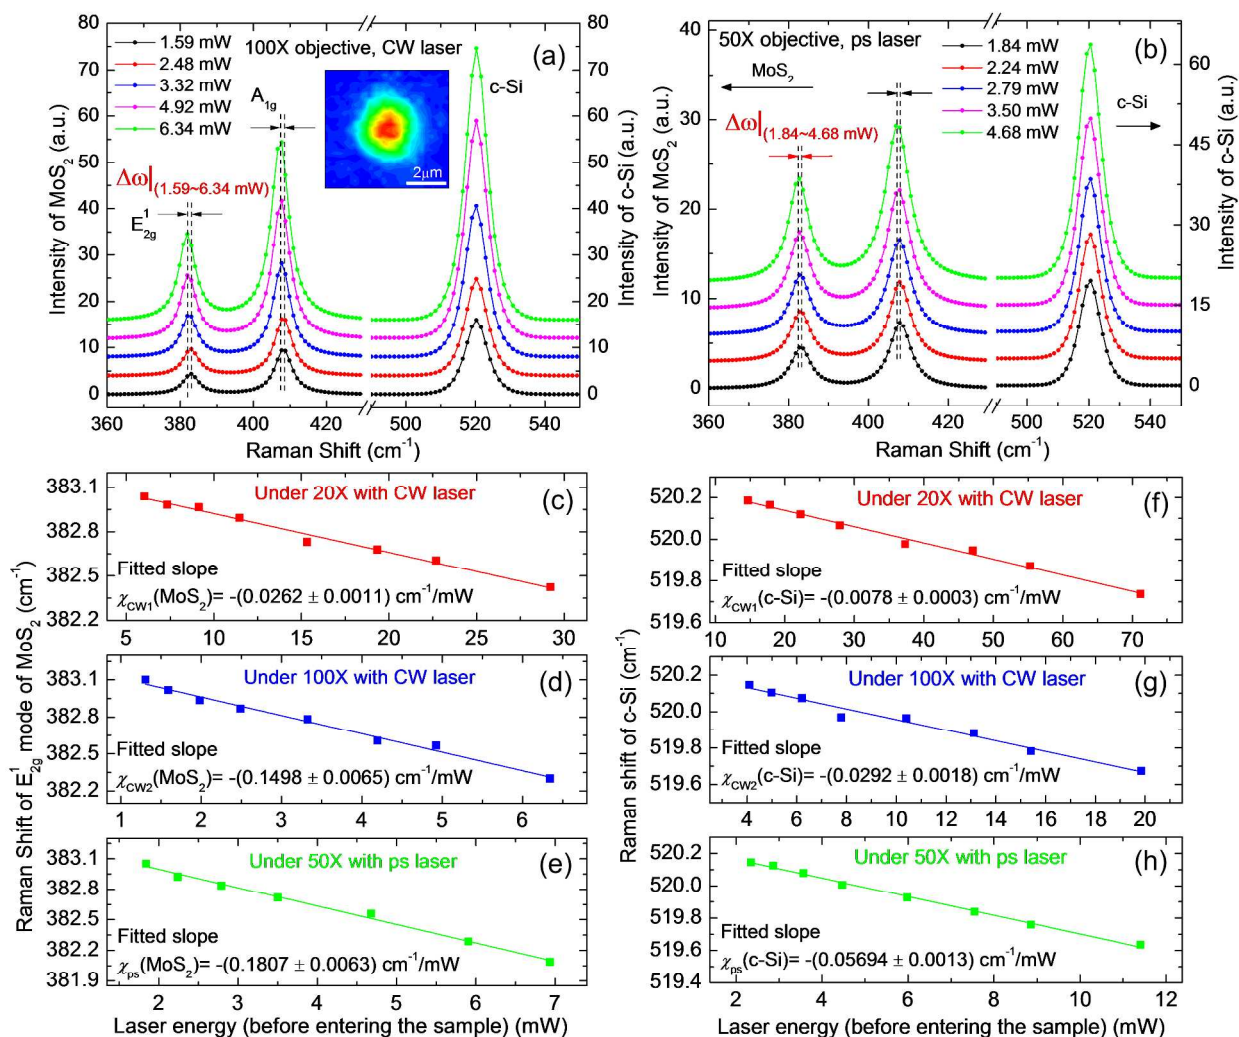 100X objective, CW laser
(a)
1.59 mW
2.48 mW
3.32 mW
4.92 mW
6.34 mW
A1g
c-Si
2μm
Δω|(1.59~6.34 mW)
E¹2g
Intensity of MoS2 (a.u.)
80
70
60
50
40
30
20
10
0
Intensity of c-Si (a.u.)
80
70
60
50
40
30
20
10
0
360 380 400 420 500 520 540
Raman Shift (cm⁻¹)
50X objective, ps laser
(b)
MoS2
1.84 mW
2.24 mW
2.79 mW
3.50 mW
4.68 mW
c-Si
Δω|(1.84~4.68 mW)
Intensity of MoS2 (a.u.)
40
30
20
10
0
Intensity of c-Si (a.u.)
60
45
30
15
0
360 380 400 420 500 520 540
Raman Shift (cm⁻¹)
Raman Shift of E¹2g mode of MoS2 (cm⁻¹)
383.1
382.8
382.5
382.2
Under 20X with CW laser
(c)
Fitted slope
χCW1(MoS2)= -(0.0262 ± 0.0011) cm⁻¹/mW
5 10 15 20 25 30
383.1
382.8
382.5
382.2
Under 100X with CW laser
(d)
Fitted slope
χCW2(MoS2)= -(0.1498 ± 0.0065) cm⁻¹/mW
1 2 3 4 5 6
383.1
382.8
382.5
382.2
381.9
Under 50X with ps laser
(e)
Fitted slope
χps(MoS2)= -(0.1807 ± 0.0063) cm⁻¹/mW
2 3 4 5 6 7
Laser energy (before entering the sample) (mW)
Raman shift of c-Si (cm⁻¹)
520.2
520.0
519.8
519.6
Under 20X with CW laser
(f)
Fitted slope
χCW1(c-Si)= -(0.0078 ± 0.0003) cm⁻¹/mW
10 20 30 40 50 60 70
520.2
520.0
519.8
519.6
Under 100X with CW laser
(g)
Fitted slope
χCW2(c-Si)= -(0.0292 ± 0.0018) cm⁻¹/mW
4 6 8 10 12 14 16 18 20
520.2
520.0
519.8
519.6
519.4
Under 50X with ps laser
(h)
Fitted slope
χps(c-Si)= -(0.05694 ± 0.0013) cm⁻¹/mW
2 4 6 8 10 12
Laser energy (before entering the sample) (mW)